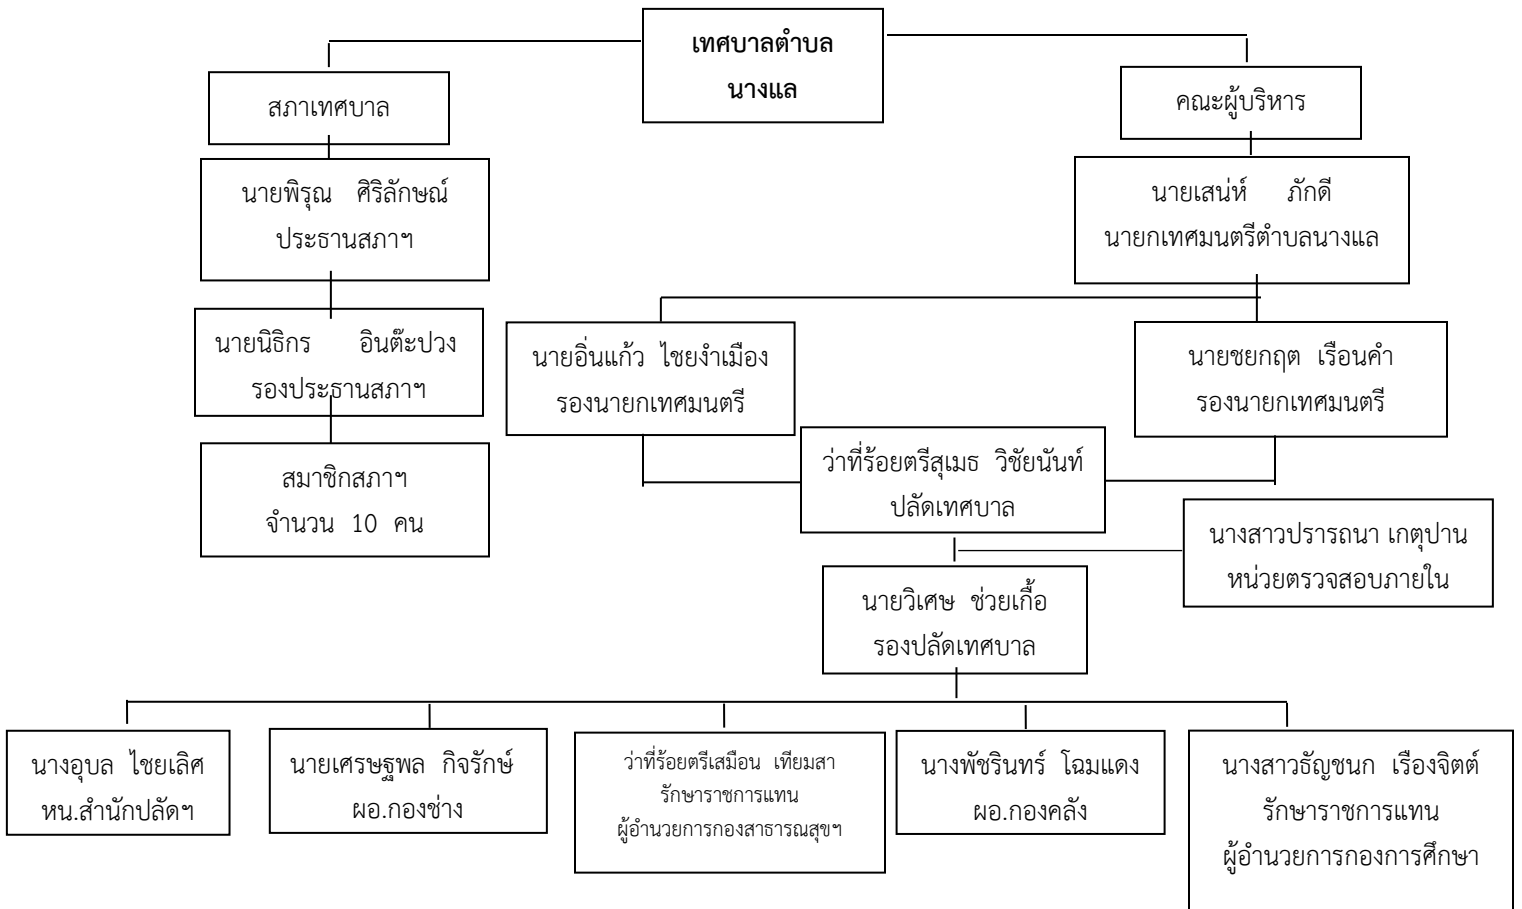 เทศบาลตำบล
นางแล
สภาเทศบาล
คณะผู้บริหาร
นายพิรุณ ศิริลักษณ์
ประธานสภาฯ
นายเสน่ห์ ภักดี
นายกเทศมนตรีตำบลนางแล
นายนิธิกร อินต๊ะปวง
รองประธานสภาฯ
นายอิ่นแก้ว ไชยงำเมือง
รองนายกเทศมนตรี
นายชยกฤต เรือนคำ
รองนายกเทศมนตรี
สมาชิกสภาฯ
จำนวน 10 คน
ว่าที่ร้อยตรีสุเมธ วิชัยนันท์
ปลัดเทศบาล
นางสาวปรารถนา เกตุปาน
หน่วยตรวจสอบภายใน
นายวิเศษ ช่วยเกื้อ
รองปลัดเทศบาล
นางอุบล ไชยเลิศ
หน.สำนักปลัดฯ
นายเศรษฐพล กิจรักษ์
ผอ.กองช่าง
ว่าที่ร้อยตรีเสมือน เทียมสา
รักษาราชการแทน
ผู้อำนวยการกองสาธารณสุขฯ
นางพัชรินทร์ โฉมแดง
ผอ.กองคลัง
นางสาวธัญชนก เรืองจิตต์
รักษาราชการแทน
ผู้อำนวยการกองการศึกษา